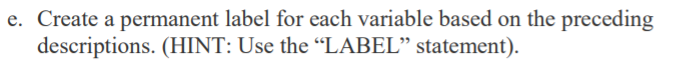 e. Create a permanent label for each variable based on the preceding
descriptions. (HINT: Use the “LABEL” statement).